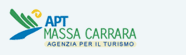 APT
MASSA CARRARA
AGENZIA PER IL TURISMO